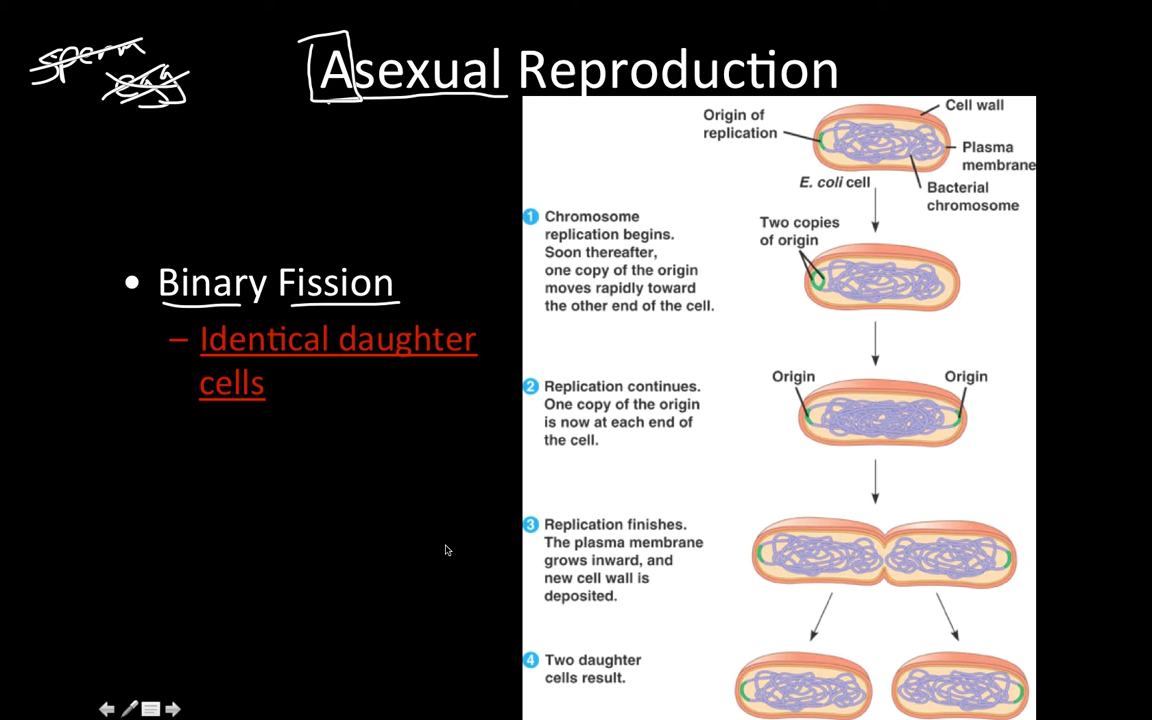 sperm
egg
Asexual Reproduction
• Binary Fission
– Identical daughter
cells
Origin of
replication
Cell wall
Plasma
membrane
E. coli cell
Bacterial
chromosome
1 Chromosome
replication begins.
Soon thereafter,
one copy of the origin
moves rapidly toward
the other end of the cell.
Two copies
of origin
2 Replication continues.
One copy of the origin
is now at each end of
the cell.
Origin
Origin
3 Replication finishes.
The plasma membrane
grows inward, and
new cell wall is
deposited.
4 Two daughter
cells result.